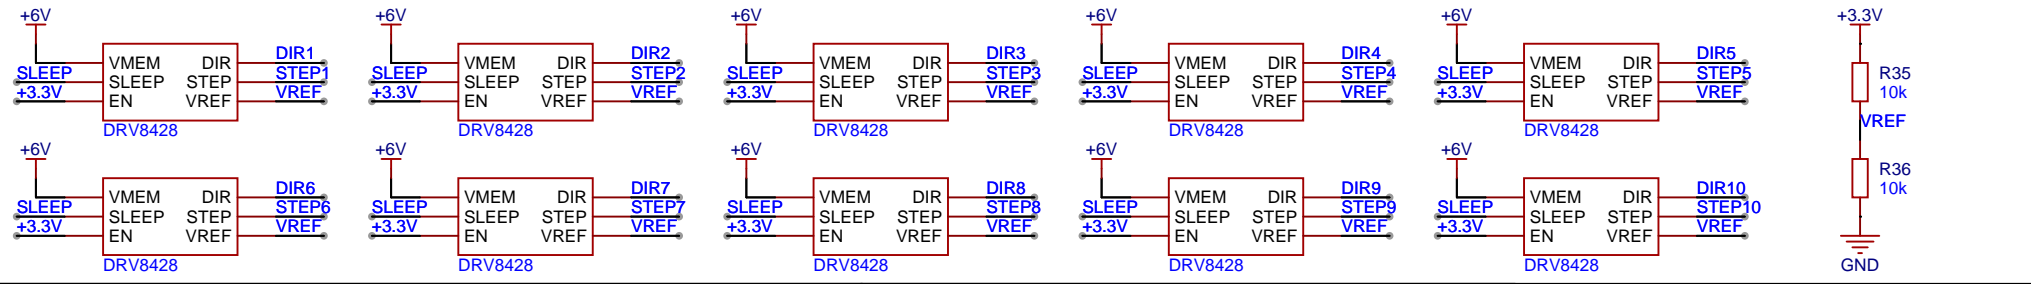 +6V +6V +6V +6V +6V +3.3V
VMEM DIR DIR1 VMEM DIR DIR2 VMEM DIR DIR3 VMEM DIR DIR4 VMEM DIR DIR5
SLEEP SLEEP STEP STEP1 SLEEP SLEEP STEP STEP2 SLEEP SLEEP STEP STEP3 SLEEP SLEEP STEP STEP4 SLEEP SLEEP STEP STEP5 R35
+3.3V EN VREF VREF +3.3V EN VREF VREF +3.3V EN VREF VREF +3.3V EN VREF VREF +3.3V EN VREF VREF 10k
DRV8428 DRV8428 DRV8428 DRV8428 DRV8428 VREF
+6V +6V +6V +6V +6V
R36
VMEM DIR DIR6 VMEM DIR DIR7 VMEM DIR DIR8 VMEM DIR DIR9 VMEM DIR DIR10 10k
SLEEP SLEEP STEP STEP6 SLEEP SLEEP STEP STEP7 SLEEP SLEEP STEP STEP8 SLEEP SLEEP STEP STEP9 SLEEP SLEEP STEP STEP10
+3.3V EN VREF VREF +3.3V EN VREF VREF +3.3V EN VREF VREF +3.3V EN VREF VREF +3.3V EN VREF VREF
DRV8428 DRV8428 DRV8428 DRV8428 DRV8428 GND